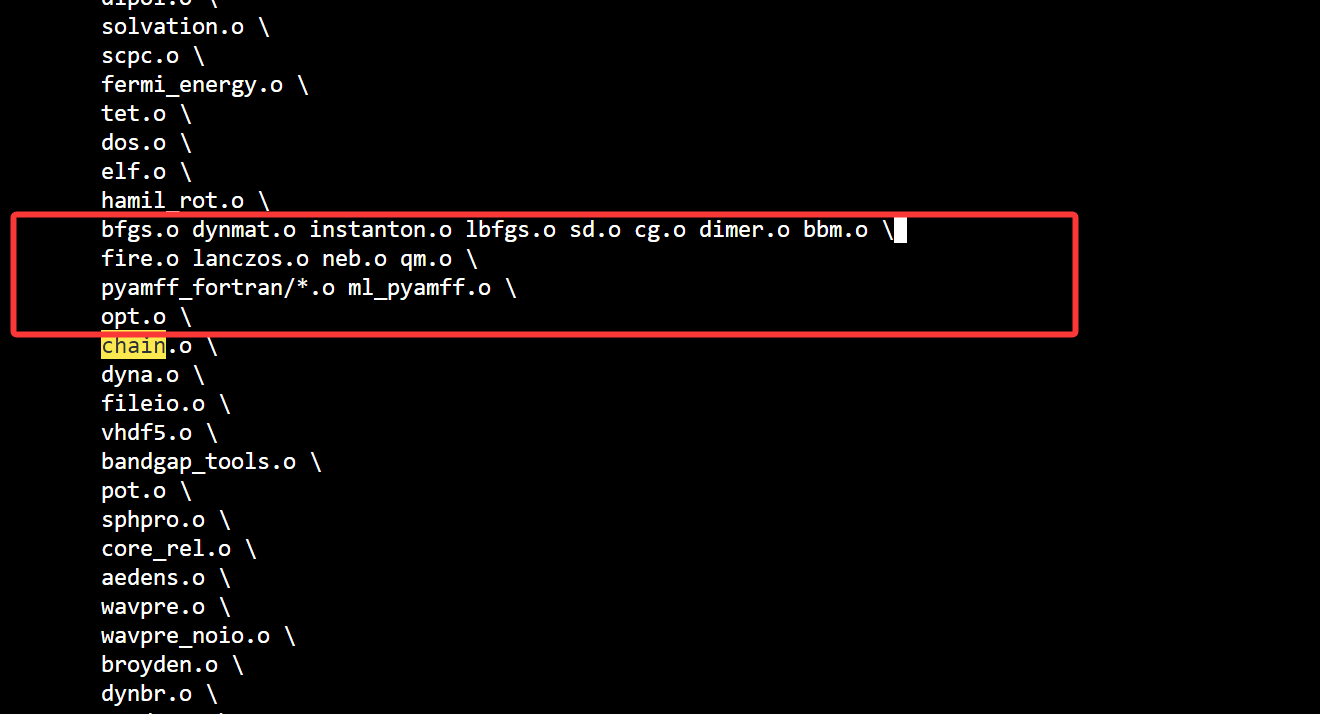 dipol.o \
solvation.o \
scpc.o \
fermi_energy.o \
tet.o \
dos.o \
elf.o \
hamil_rot.o \
bfgs.o dynmat.o instanton.o lbfgs.o sd.o cg.o dimer.o bbm.o \
fire.o lanczos.o neb.o qm.o \
pyamff_fortran/*.o ml_pyamff.o \
opt.o \
chain.o \
dyna.o \
fileio.o \
vhdf5.o \
bandgap_tools.o \
pot.o \
sphpro.o \
core_rel.o \
aedens.o \
wavpre.o \
wavpre_noio.o \
broyden.o \
dynbr.o \